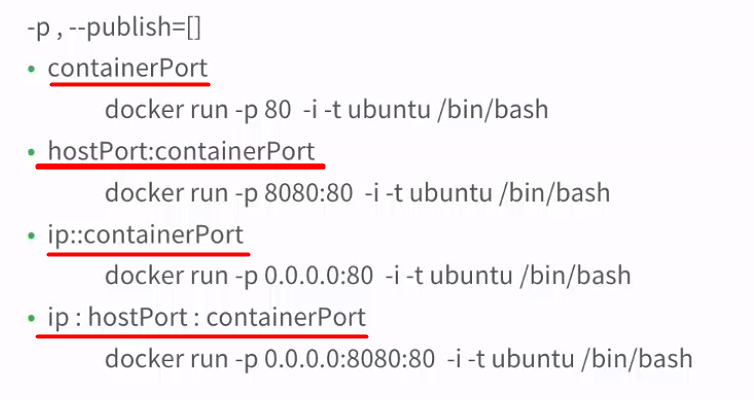 -p , --publish=[]
• containerPort
docker run -p 80 -i -t ubuntu /bin/bash
• hostPort:containerPort
docker run -p 8080:80 -i -t ubuntu /bin/bash
• ip::containerPort
docker run -p 0.0.0.0:80 -i -t ubuntu /bin/bash
• ip : hostPort : containerPort
docker run -p 0.0.0.0:8080:80 -i -t ubuntu /bin/bash